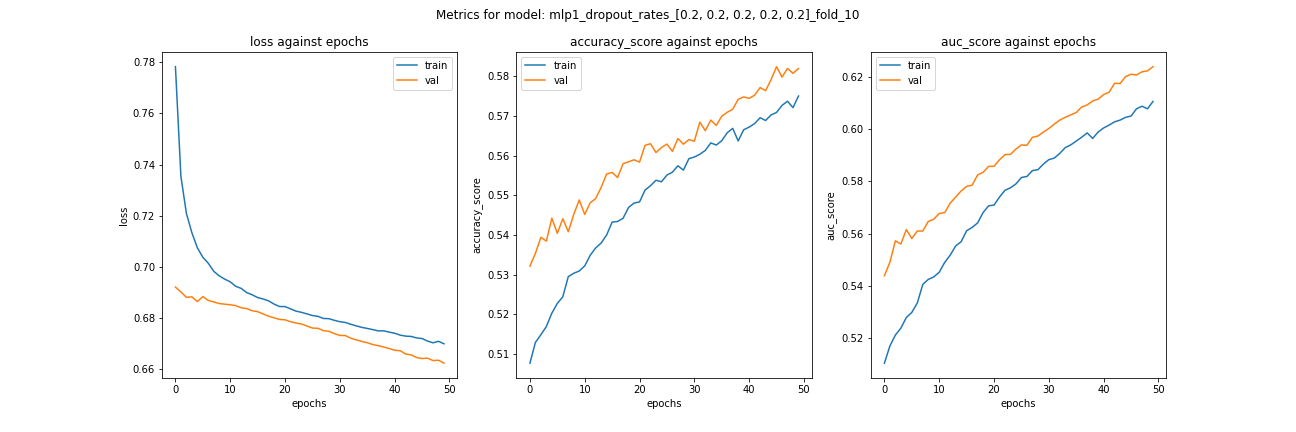 Metrics for model: mlp1_dropout_rates_[0.2, 0.2, 0.2, 0.2, 0.2]_fold_10
loss against epochs
train
val
0.78
0.76
0.74
0.72
0.70
0.68
0.66
loss
0
10
20
30
40
50
epochs
accuracy_score against epochs
train
val
0.58
0.57
0.56
0.55
0.54
0.53
0.52
0.51
accuracy_score
0
10
20
30
40
50
epochs
auc_score against epochs
train
val
0.62
0.60
0.58
0.56
0.54
0.52
auc_score
0
10
20
30
40
50
epochs